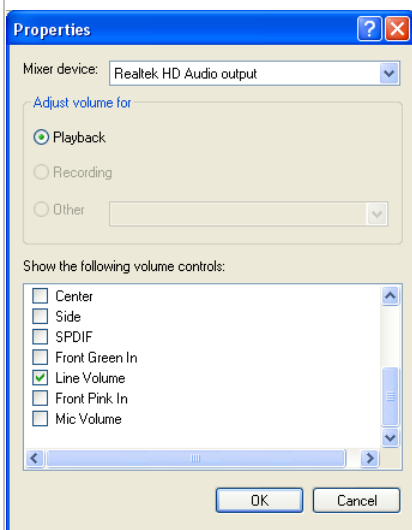 Properties
Mixer device: Realtek HD Audio output
Adjust volume for
Playback
Recording
Other
Show the following volume controls:
Center
Side
SPDIF
Front Green In
Line Volume
Front Pink In
Mic Volume
OK Cancel